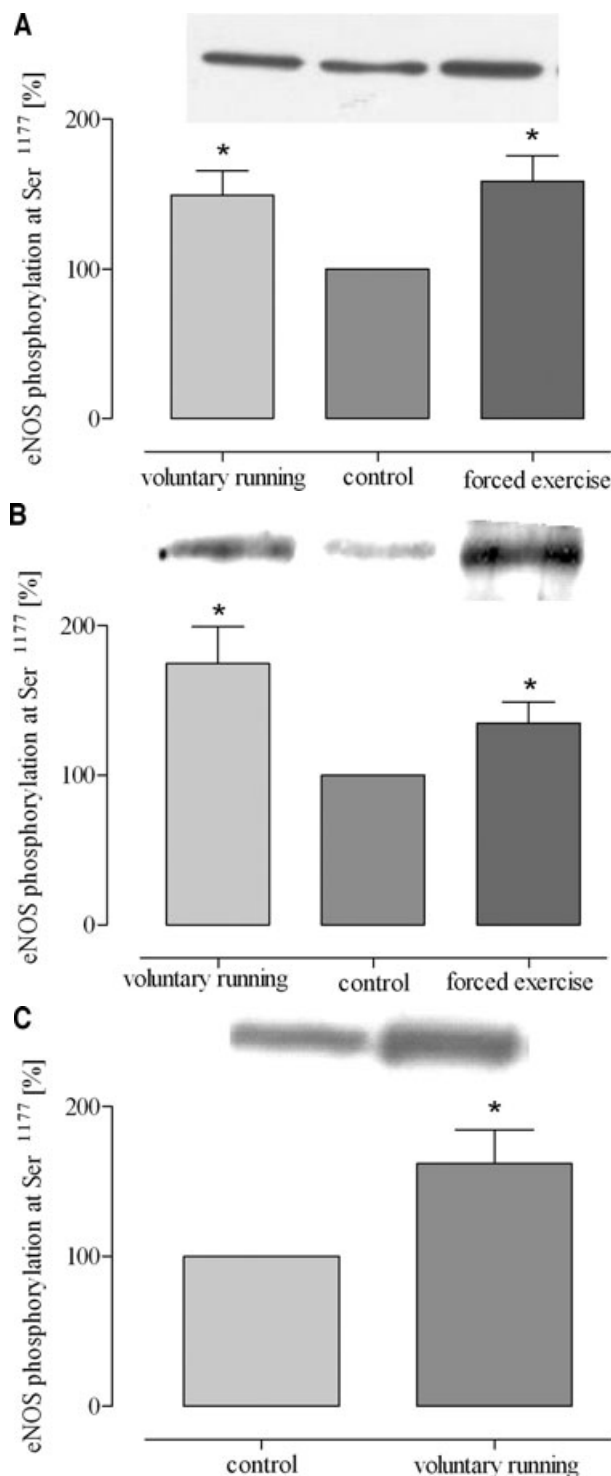 A
eNOS phosphorylation at Ser 1177 [%]
200
100
0
*
*
voluntary running
control
forced exercise
B
eNOS phosphorylation at Ser 1177 [%]
200
100
0
*
*
voluntary running
control
forced exercise
C
eNOS phosphorylation at Ser 1177 [%]
200
100
0
*
control
voluntary running